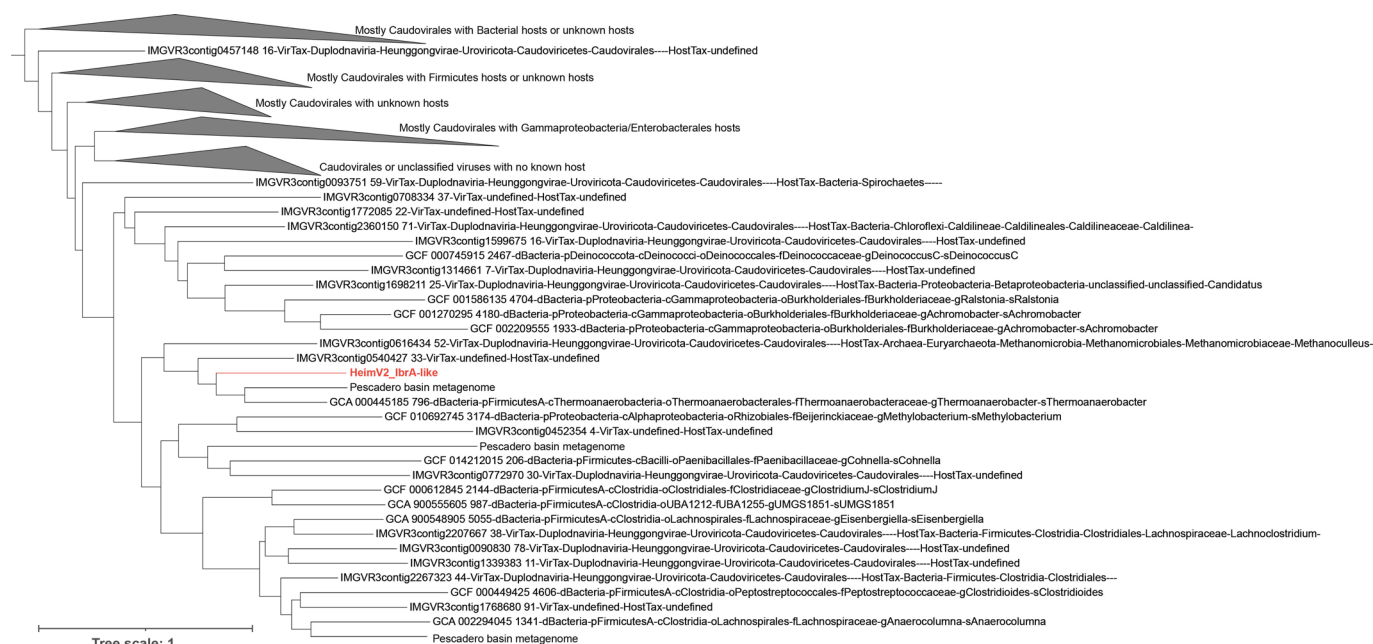 Mostly Caudovirales with Bacterial hosts or unknown hosts
IMGVR3contig0457148 16-VirTax-Duplodnaviria-Heunggongvirae-Uroviricota-Caudoviricetes-Caudovirales----HostTax-undefined
Mostly Caudovirales with Firmicutes hosts or unknown hosts
Mostly Caudovirales with unknown hosts
Mostly Caudovirales with Gammaproteobacteria/Enterobacterales hosts
Caudovirales or unclassified viruses with no known host
IMGVR3contig0093751 59-VirTax-Duplodnaviria-Heunggongvirae-Uroviricota-Caudoviricetes-Caudovirales----HostTax-Bacteria-Spirochaetes-----
IMGVR3contig0708334 37-VirTax-undefined-HostTax-undefined
IMGVR3contig1772085 22-VirTax-undefined-HostTax-undefined
IMGVR3contig2360150 71-VirTax-Duplodnaviria-Heunggongvirae-Uroviricota-Caudoviricetes-Caudovirales----HostTax-Bacteria-Chloroflexi-Caldilineae-Caldilineales-Caldilineaceae-Caldilinea-
IMGVR3contig1599675 16-VirTax-Duplodnaviria-Heunggongvirae-Uroviricota-Caudoviricetes-Caudovirales----HostTax-undefined
GCF 000745915 2467-dBacteria-pDeinococcota-cDeinococci-oDeinococcales-fDeinococcaceae-gDeinococcusC-sDeinococcusC
IMGVR3contig1314661 7-VirTax-Duplodnaviria-Heunggongvirae-Uroviricota-Caudoviricetes-Caudovirales----HostTax-undefined
IMGVR3contig1698211 25-VirTax-Duplodnaviria-Heunggongvirae-Uroviricota-Caudoviricetes-Caudovirales----HostTax-Bacteria-Proteobacteria-Betaproteobacteria-unclassified-unclassified-Candidatus
GCF 001586135 4704-dBacteria-pProteobacteria-cGammaproteobacteria-oBurkholderiales-fBurkholderiaceae-gRalstonia-sRalstonia
GCF 001270295 4180-dBacteria-pProteobacteria-cGammaproteobacteria-oBurkholderiales-fBurkholderiaceae-gAchromobacter-sAchromobacter
GCF 002209555 1933-dBacteria-pProteobacteria-cGammaproteobacteria-oBurkholderiales-fBurkholderiaceae-gAchromobacter-sAchromobacter
IMGVR3contig0616434 52-VirTax-Duplodnaviria-Heunggongvirae-Uroviricota-Caudoviricetes-Caudovirales----HostTax-Archaea-Euryarchaeota-Methanomicrobia-Methanomicrobiales-Methanomicrobiaceae-Methanoculleus-
IMGVR3contig0540427 33-VirTax-undefined-HostTax-undefined
HeimV2_IbrA-like
Pescadero basin metagenome
GCA 000445185 796-dBacteria-pFirmicutesA-cThermoanaerobacteria-oThermoanaerobacterales-fThermoanaerobacteraceae-gThermoanaerobacter-sThermoanaerobacter
GCF 010692745 3174-dBacteria-pProteobacteria-cAlphaproteobacteria-oRhizobiales-fBeijerinckiaceae-gMethylobacterium-sMethylobacterium
IMGVR3contig0452354 4-VirTax-undefined-HostTax-undefined
Pescadero basin metagenome
GCF 014212015 206-dBacteria-pFirmicutes-cBacilli-oPaenibacillales-fPaenibacillaceae-gCohnella-sCohnella
IMGVR3contig0772970 30-VirTax-Duplodnaviria-Heunggongvirae-Uroviricota-Caudoviricetes-Caudovirales----HostTax-undefined
GCF 000612845 2144-dBacteria-pFirmicutesA-cClostridia-oClostridiales-fClostridiaceae-gClostridiumJ-sClostridiumJ
GCA 900555605 987-dBacteria-pFirmicutesA-cClostridia-oUBA1212-fUBA1255-gUMGS1851-sUMGS1851
GCA 900548905 5055-dBacteria-pFirmicutesA-cClostridia-oLachnospirales-fLachnospiraceae-gEisenbergiella-sEisenbergiella
IMGVR3contig2207667 38-VirTax-Duplodnaviria-Heunggongvirae-Uroviricota-Caudoviricetes-Caudovirales----HostTax-Bacteria-Firmicutes-Clostridia-Clostridiales-Lachnospiraceae-Lachnoclostridium-
IMGVR3contig0090830 78-VirTax-Duplodnaviria-Heunggongvirae-Uroviricota-Caudoviricetes-Caudovirales----HostTax-undefined
IMGVR3contig1339383 11-VirTax-Duplodnaviria-Heunggongvirae-Uroviricota-Caudoviricetes-Caudovirales----HostTax-undefined
IMGVR3contig2267323 44-VirTax-Duplodnaviria-Heunggongvirae-Uroviricota-Caudoviricetes-Caudovirales----HostTax-Bacteria-Firmicutes-Clostridia-Clostridiales---
GCF 000449425 4606-dBacteria-pFirmicutesA-cClostridia-oPeptostreptococcales-fPeptostreptococcaceae-gClostridioides-sClostridioides
IMGVR3contig1768680 91-VirTax-undefined-HostTax-undefined
GCA 002294045 1341-dBacteria-pFirmicutesA-cClostridia-oLachnospirales-fLachnospiraceae-gAnaerocolumna-sAnaerocolumna
Pescadero basin metagenome
Tree scale: 1